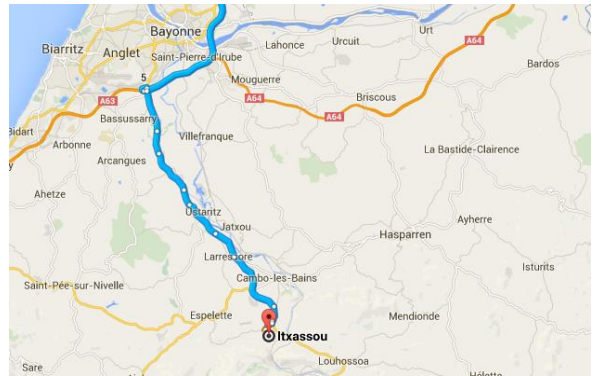 Urt
Bayonne
Biarritz
Anglet
Lahonce
Urcuit
A64
Saint-Pierre-d'Irube
Bardos
Mouguerre
5
A64
Briscous
A63
A64
Bassussarry
Bidart
Villefranque
Arbonne
La Bastide-Clairence
Arcangues
Ahetze
Ustaritz
Ayherre
Jatxou
Hasparren
Larressore
Isturits
Cambo-les-Bains
Saint-Pée-sur-Nivelle
Espelette
Mendionde
Itxassou
Louhossoa
Sare
Hélette